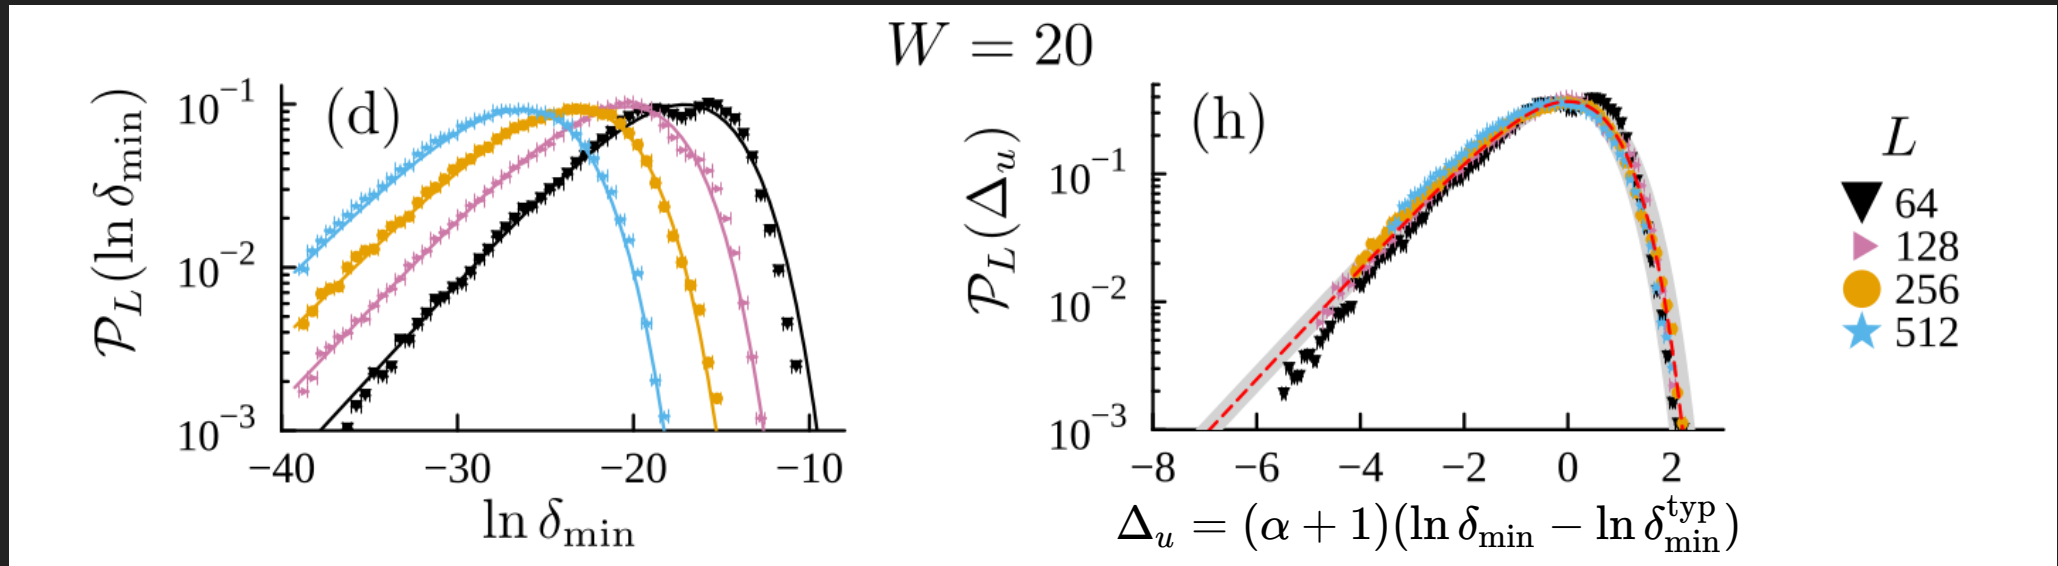 W = 20
(d)
𝒫_L(ln δ_min)
10⁻¹
10⁻²
10⁻³
−40 −30 −20 −10
ln δ_min
(h)
𝒫_L(Δ_u)
10⁻¹
10⁻²
10⁻³
−8 −6 −4 −2 0 2
Δ_u = (α + 1)(ln δ_min − ln δ_min^typ)
L
64
128
256
512